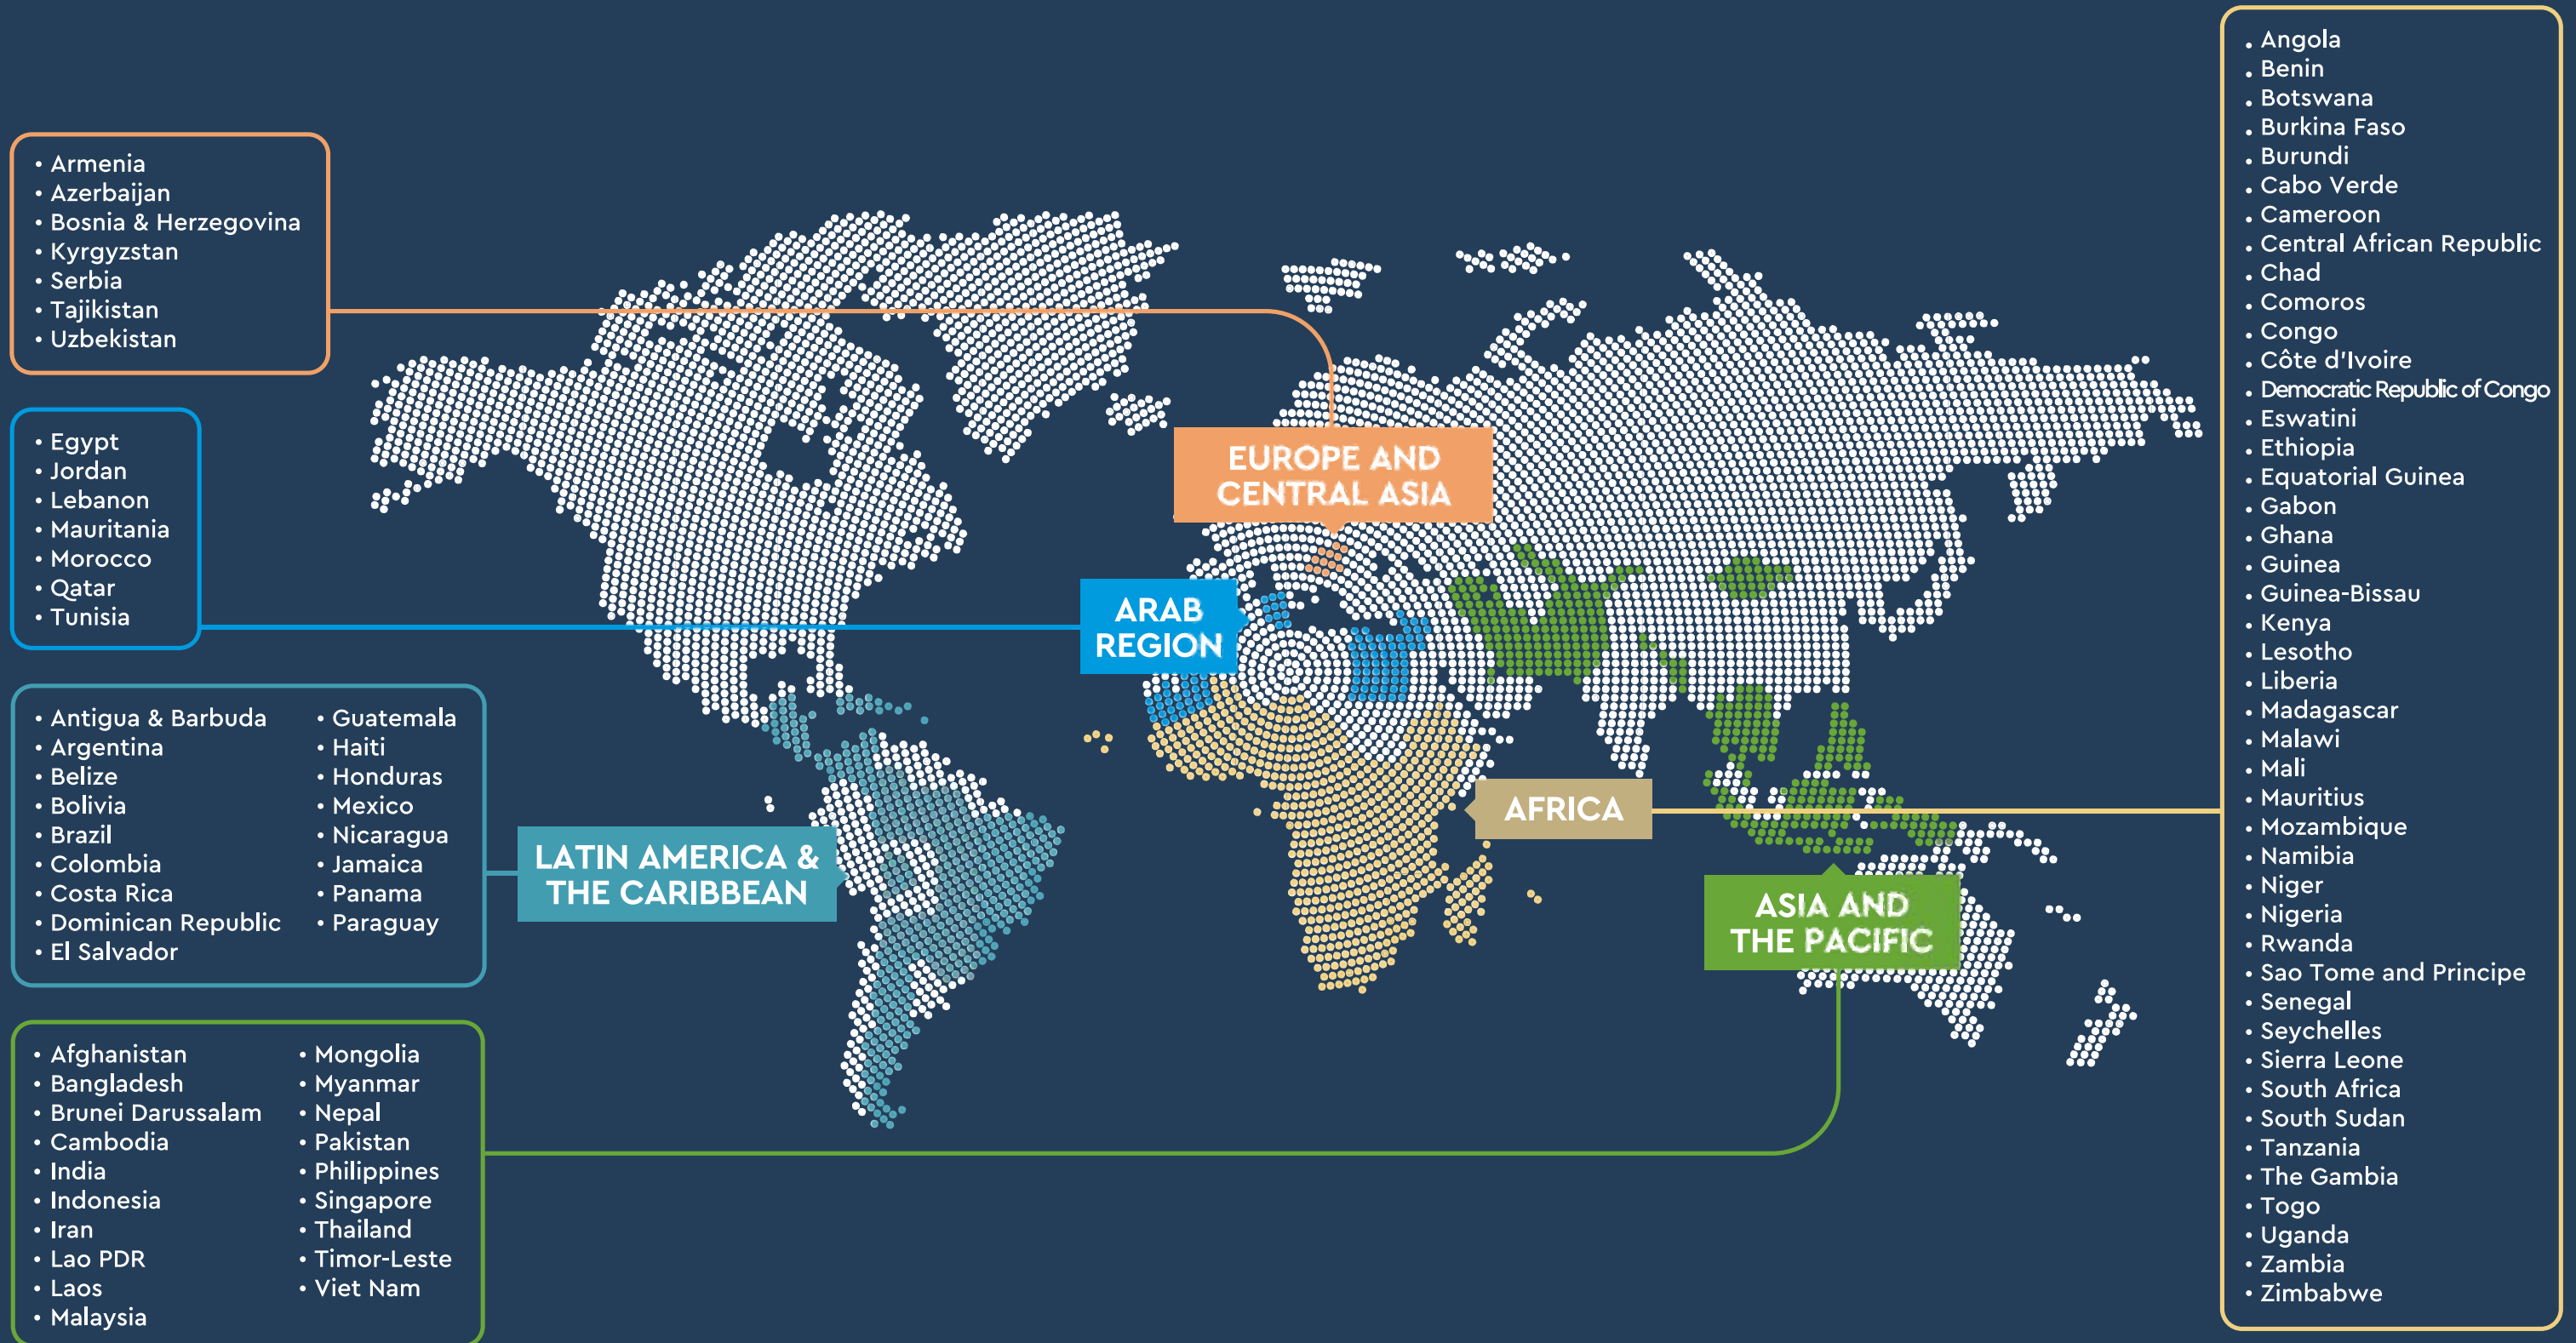 • Armenia
• Azerbaijan
• Bosnia & Herzegovina
• Kyrgyzstan
• Serbia
• Tajikistan
• Uzbekistan
• Egypt
• Jordan
• Lebanon
• Mauritania
• Morocco
• Qatar
• Tunisia
• Antigua & Barbuda
• Argentina
• Belize
• Bolivia
• Brazil
• Colombia
• Costa Rica
• Dominican Republic
• El Salvador
• Guatemala
• Haiti
• Honduras
• Mexico
• Nicaragua
• Jamaica
• Panama
• Paraguay
• Afghanistan
• Bangladesh
• Brunei Darussalam
• Cambodia
• India
• Indonesia
• Iran
• Lao PDR
• Laos
• Malaysia
• Mongolia
• Myanmar
• Nepal
• Pakistan
• Philippines
• Singapore
• Thailand
• Timor-Leste
• Viet Nam
EUROPE AND
CENTRAL ASIA
ARAB
REGION
LATIN AMERICA &
THE CARIBBEAN
AFRICA
ASIA AND
THE PACIFIC
• Angola
• Benin
• Botswana
• Burkina Faso
• Burundi
• Cabo Verde
• Cameroon
• Central African Republic
• Chad
• Comoros
• Congo
• Côte d'Ivoire
• Democratic Republic of Congo
• Eswatini
• Ethiopia
• Equatorial Guinea
• Gabon
• Ghana
• Guinea
• Guinea-Bissau
• Kenya
• Lesotho
• Liberia
• Madagascar
• Malawi
• Mali
• Mauritius
• Mozambique
• Namibia
• Niger
• Nigeria
• Rwanda
• Sao Tome and Principe
• Senegal
• Seychelles
• Sierra Leone
• South Africa
• South Sudan
• Tanzania
• The Gambia
• Togo
• Uganda
• Zambia
• Zimbabwe